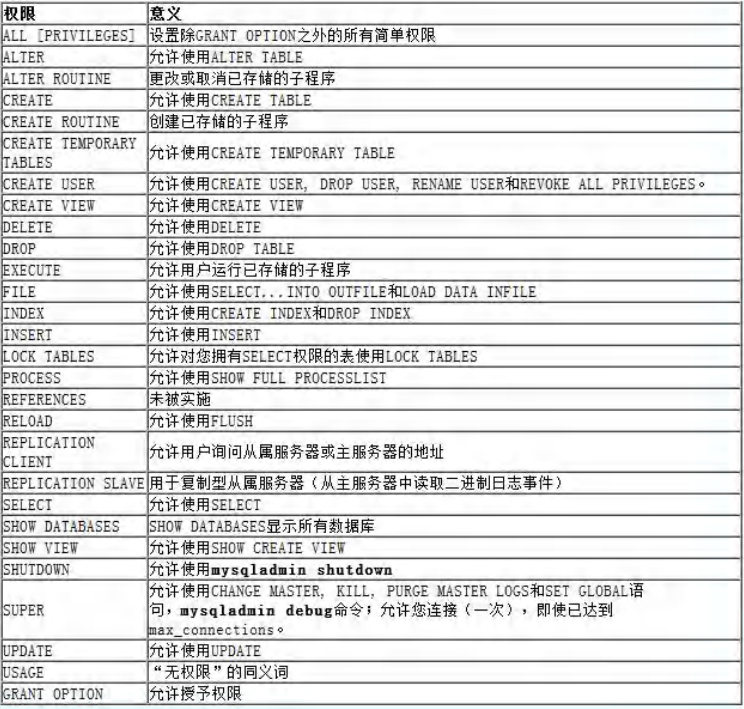 权限 意义
ALL [PRIVILEGES] 设置除GRANT OPTION之外的所有简单权限
ALTER 允许使用ALTER TABLE
ALTER ROUTINE 更改或取消已存储的子程序
CREATE 允许使用CREATE TABLE
CREATE ROUTINE 创建已存储的子程序
CREATE TEMPORARY
TABLES 允许使用CREATE TEMPORARY TABLE
CREATE USER 允许使用CREATE USER, DROP USER, RENAME USER和REVOKE ALL PRIVILEGES。
CREATE VIEW 允许使用CREATE VIEW
DELETE 允许使用DELETE
DROP 允许使用DROP TABLE
EXECUTE 允许用户运行已存储的子程序
FILE 允许使用SELECT...INTO OUTFILE和LOAD DATA INFILE
INDEX 允许使用CREATE INDEX和DROP INDEX
INSERT 允许使用INSERT
LOCK TABLES 允许对您拥有SELECT权限的表使用LOCK TABLES
PROCESS 允许使用SHOW FULL PROCESSLIST
REFERENCES 未被实施
RELOAD 允许使用FLUSH
REPLICATION
CLIENT 允许用户询问从属服务器或主服务器的地址
REPLICATION SLAVE 用于复制型从属服务器（从主服务器中读取二进制日志事件）
SELECT 允许使用SELECT
SHOW DATABASES SHOW DATABASES显示所有数据库
SHOW VIEW 允许使用SHOW CREATE VIEW
SHUTDOWN 允许使用mysqladmin shutdown
SUPER 允许使用CHANGE MASTER, KILL, PURGE MASTER LOGS和SET GLOBAL语
句，mysqladmin debug命令；允许您连接（一次），即使已达到
max_connections。
UPDATE 允许使用UPDATE
USAGE “无权限”的同义词
GRANT OPTION 允许授予权限